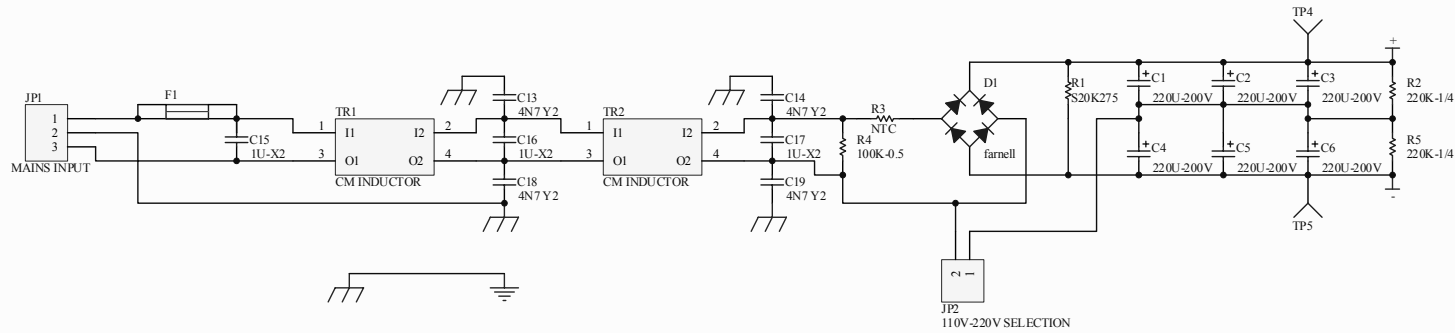 TP4
JP1
1
2
3
MAINS INPUT
F1
C15
1U-X2
TR1
1 I1 I2 2
3 O1 O2 4
CM INDUCTOR
C13
4N7 Y2
C16
1U-X2
C18
4N7 Y2
TR2
1 I1 I2 2
3 O1 O2 4
CM INDUCTOR
C14
4N7 Y2
C17
1U-X2
C19
4N7 Y2
R3
NTC
R4
100K-0.5
D1
farnell
R1
S20K275
+ C1
220U-200V
+ C2
220U-200V
+ C3
220U-200V
+ C4
220U-200V
+ C5
220U-200V
+ C6
220U-200V
+
R2
220K-1/4
R5
220K-1/4
-
TP5
2 1
JP2
110V-220V SELECTION